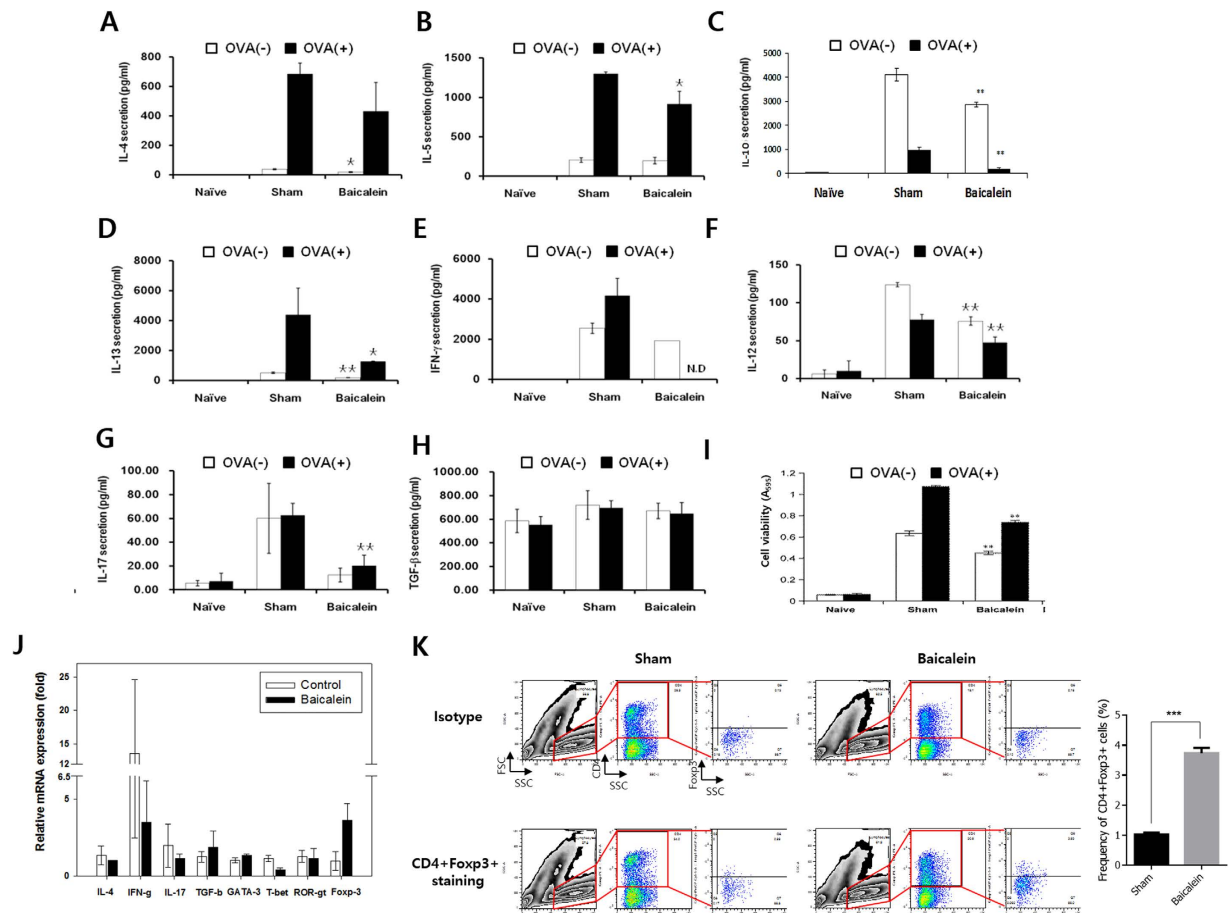 A
OVA(-) OVA(+)
IL-4 secretion (pg/ml)
800
600
400
200
0
Naïve Sham Baicalein
*
B
OVA(-) OVA(+)
IL-5 secretion (pg/ml)
1500
1000
500
0
Naïve Sham Baicalein
*
C
OVA(-) OVA(+)
IL-10 secretion (pg/ml)
5000
4000
3000
2000
1000
0
Naïve Sham Baicalein
**
**
D
OVA(-) OVA(+)
IL-13 secretion (pg/ml)
8000
6000
4000
2000
0
Naïve Sham Baicalein
**
*
E
OVA(-) OVA(+)
IFN-γ secretion (pg/ml)
6000
4000
2000
0
N.D
Naïve Sham Baicalein
F
OVA(-) OVA(+)
IL-12 secretion (pg/ml)
150
100
50
0
Naïve Sham Baicalein
**
**
G
OVA(-) OVA(+)
IL-17 secretion (pg/ml)
100.00
80.00
60.00
40.00
20.00
0.00
Naïve Sham Baicalein
**
H
OVA(-) OVA(+)
TGF-β secretion (pg/ml)
1000.00
800.00
600.00
400.00
200.00
0.00
Naïve Sham Baicalein
I
OVA(-) OVA(+)
Cell viability (A595)
1.2
1
0.8
0.6
0.4
0.2
0
Naive Sham Baicalein
**
**
J
Control
Baicalein
Relative mRNA expression (fold)
25
15
12
6.5
5
0
IL-4 IFN-g IL-17 TGF-b GATA-3 T-bet ROR-gt Foxp-3
K
Sham Baicalein
Isotype
FSC
SSC
CD4
SSC
Foxp3
SSC
CD4+Foxp3+
staining
Frequency of CD4+Foxp3+ cells (%)
5
4
3
2
1
0
***
Sham
Baicalein